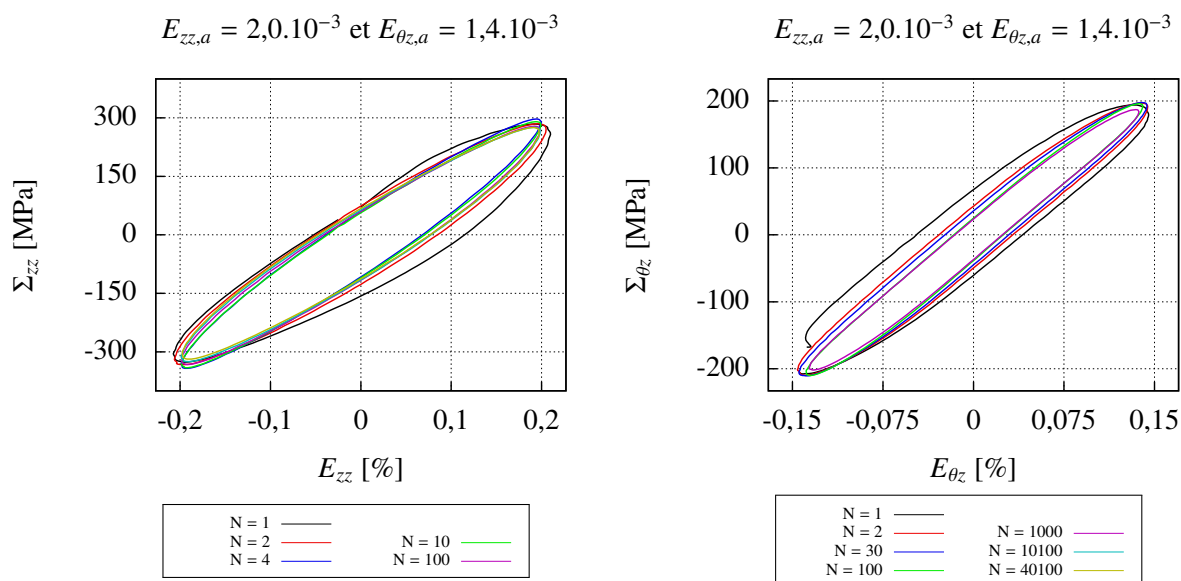 E_{zz,a} = 2,0.10^{−3} et E_{θz,a} = 1,4.10^{−3}
300
150
0
-150
-300
Σ_{zz} [MPa]
-0,2
-0,1
0
0,1
0,2
E_{zz} [%]
N = 1
N = 2
N = 4
N = 10
N = 100
E_{zz,a} = 2,0.10^{−3} et E_{θz,a} = 1,4.10^{−3}
200
100
0
-100
-200
Σ_{θz} [MPa]
-0,15
-0,075
0
0,075
0,15
E_{θz} [%]
N = 1
N = 2
N = 30
N = 100
N = 1000
N = 10100
N = 40100